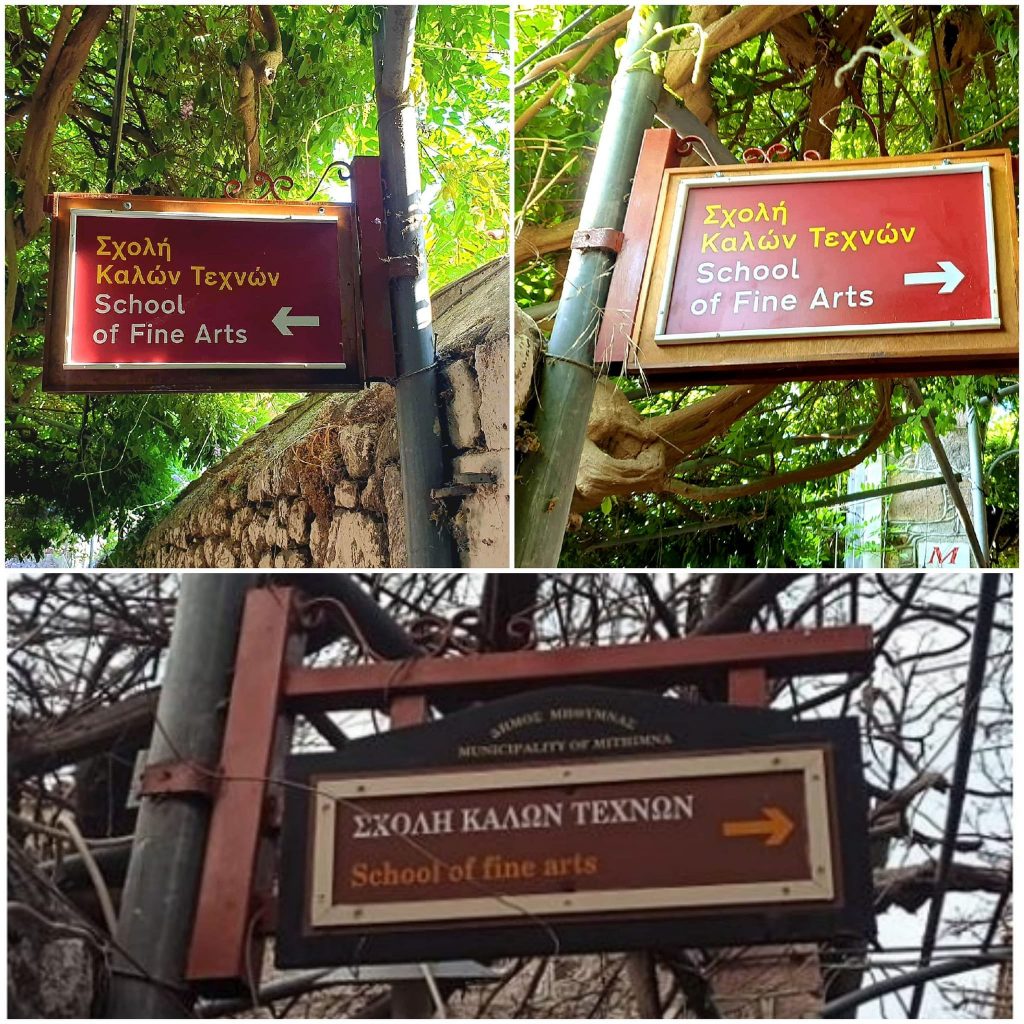 Σχολή
Καλών Τεχνών
School
of Fine Arts
Σχολή
Καλών Τεχνών
School
of Fine Arts
M
ΔΗΜΟΣ ΜΗΘΥΜΝΑΣ
MUNICIPALITY OF MITHIMNA
ΣΧΟΛΗ ΚΑΛΩΝ ΤΕΧΝΩΝ
School of fine arts